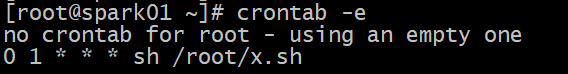 [root@spark01 ~]# crontab -e
no crontab for root - using an empty one
0 1 * * * sh /root/x.sh